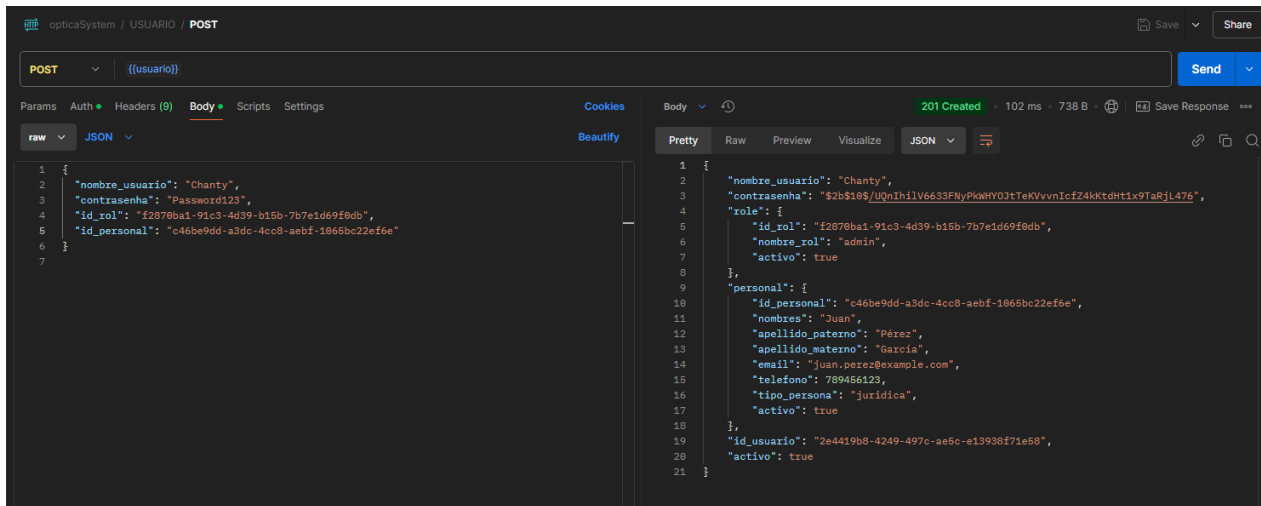 opticaSystem / USUARIO / POST
Save
Share
POST
{{usuario}}
Send
Params Auth Headers (9) Body Scripts Settings Cookies
raw JSON Beautify
1 {
2 "nombre_usuario": "Chanty",
3 "contrasenha": "Password123",
4 "id_rol": "f2870ba1-91c3-4d39-b15b-7b7e1d69f0db",
5 "id_personal": "c46be9dd-a3dc-4cc8-aebf-1065bc22ef6e"
6 }
7
Body 201 Created 102 ms 738 B e.g. Save Response
Pretty Raw Preview Visualize JSON
1 {
2 "nombre_usuario": "Chanty",
3 "contrasenha": "$2b$10$/UQnIhilV6633FNyPkWHYOJtTeKVvvnIcfZ4kKtdHt1x9TaRjL476",
4 "role": {
5 "id_rol": "f2870ba1-91c3-4d39-b15b-7b7e1d69f0db",
6 "nombre_rol": "admin",
7 "activo": true
8 },
9 "personal": {
10 "id_personal": "c46be9dd-a3dc-4cc8-aebf-1065bc22ef6e",
11 "nombres": "Juan",
12 "apellido_paterno": "Pérez",
13 "apellido_materno": "García",
14 "email": "juan.perez@example.com",
15 "telefono": 789456123,
16 "tipo_persona": "juridica",
17 "activo": true
18 },
19 "id_usuario": "2e4419b8-4249-497c-ae5c-e13938f71e58",
20 "activo": true
21 }